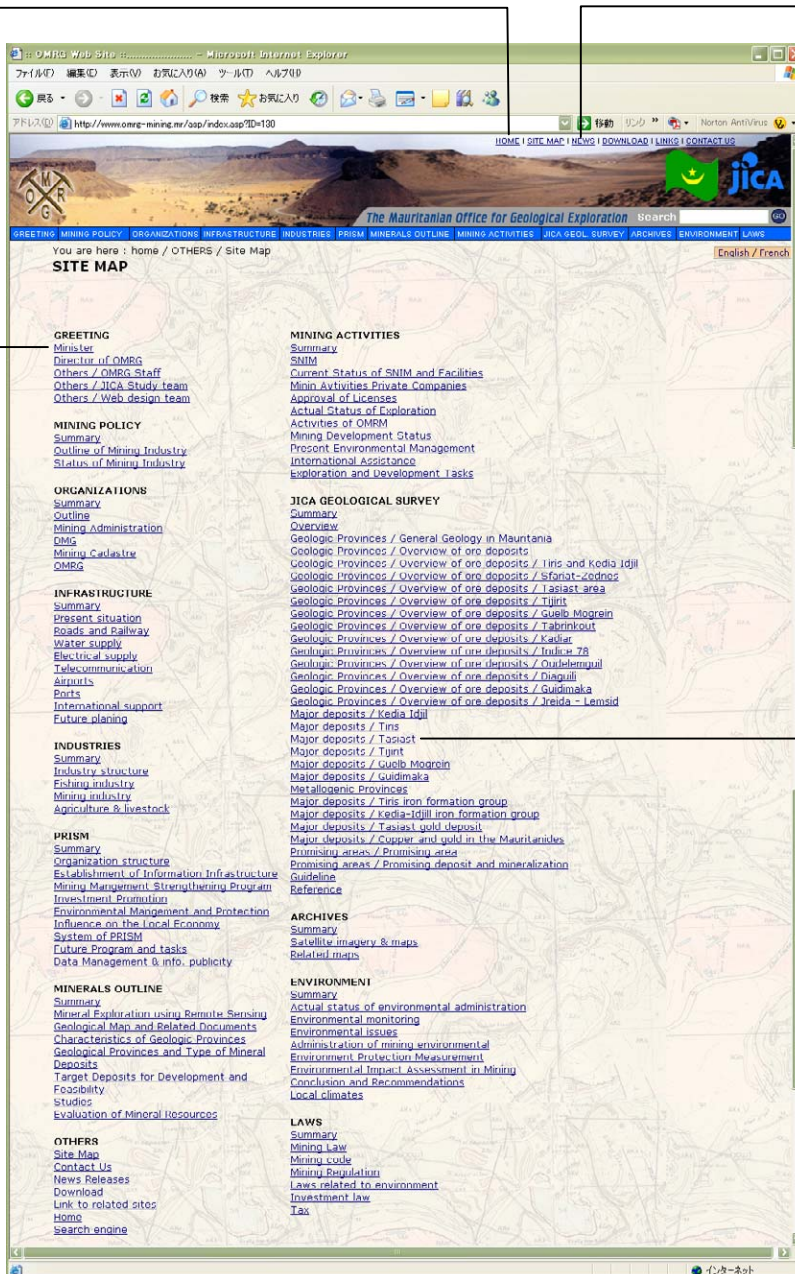 :: OMRG Web Site ::..................... - Microsoft Internet Explorer
ファイル(F) 編集(E) 表示(V) お気に入り(A) ツール(T) ヘルプ(H)
戻る 検索 お気に入り
アドレス(D) http://www.omrg-mining.mr/asp/index.asp?ID=130 移動 リンク » Norton AntiVirus
HOME | SITE MAP | NEWS | DOWNLOAD | LINKS | CONTACT US
OMRG
jica
The Mauritanian Office for Geological Exploration Search GO
GREETING MINING POLICY ORGANIZATIONS INFRASTRUCTURE INDUSTRIES PRISM MINERALS OUTLINE MINING ACTIVITIES JICA GEOL. SURVEY ARCHIVES ENVIRONMENT LAWS
You are here : home / OTHERS / Site Map
English / French
SITE MAP
GREETING
Minister
Director of OMRG
Others / OMRG Staff
Others / JICA Study team
Others / Web design team
MINING POLICY
Summary
Outline of Mining Industry
Status of Mining Industry
ORGANIZATIONS
Summary
Outline
Mining Administration
DMG
Mining Cadastre
OMRG
INFRASTRUCTURE
Summary
Present situation
Roads and Railway
Water supply
Electrical supply
Telecommunication
Airports
Ports
International support
Future planing
INDUSTRIES
Summary
Industry structure
Fishing industry
Mining industry
Agriculture & livestock
PRISM
Summary
Organization structure
Establishment of Information Infrastructure
Mining Mangement Strengthening Program
Investment Promotion
Environmental Mangement and Protection
Influence on the Local Economy
System of PRISM
Future Program and tasks
Data Management & info. publicity
MINERALS OUTLINE
Summary
Mineral Exploration using Remote Sensing
Geological Map and Related Documents
Characteristics of Geologic Provinces
Geological Provinces and Type of Mineral
Deposits
Target Deposits for Development and
Feasibility
Studies
Evaluation of Mineral Resources
OTHERS
Site Map
Contact Us
News Releases
Download
Link to related sites
Home
Search engine
MINING ACTIVITIES
Summary
SNIM
Current Status of SNIM and Facilities
Minin Avtivities Private Companies
Approval of Licenses
Actual Status of Exploration
Activities of OMRM
Mining Development Status
Present Environmental Management
International Assistance
Exploration and Development Tasks
JICA GEOLOGICAL SURVEY
Summary
Overview
Geologic Provinces / General Geology in Mauritania
Geologic Provinces / Overview of ore deposits
Geologic Provinces / Overview of ore deposits / Tiris and Kedia Idjil
Geologic Provinces / Overview of ore deposits / Sfariat-Zednes
Geologic Provinces / Overview of ore deposits / Tasiast area
Geologic Provinces / Overview of ore deposits / Tijirit
Geologic Provinces / Overview of ore deposits / Guelb Mogrein
Geologic Provinces / Overview of ore deposits / Tabrinkout
Geologic Provinces / Overview of ore deposits / Kadiar
Geologic Provinces / Overview of ore deposits / Indice 78
Geologic Provinces / Overview of ore deposits / Oudelemguil
Geologic Provinces / Overview of ore deposits / Diaguili
Geologic Provinces / Overview of ore deposits / Guidimaka
Geologic Provinces / Overview of ore deposits / Jreida - Lemsid
Major deposits / Kedia Idjil
Major deposits / Tiris
Major deposits / Tasiast
Major deposits / Tijirit
Major deposits / Guelb Mogrein
Major deposits / Guidimaka
Metallogenic Provinces
Major deposits / Tiris iron formation group
Major deposits / Kedia-Idjill iron formation group
Major deposits / Tasiast gold deposit
Major deposits / Copper and gold in the Mauritanides
Promising areas / Promising area
Promising areas / Promising deposit and mineralization
Guideline
Reference
ARCHIVES
Summary
Satellite imagery & maps
Related maps
ENVIRONMENT
Summary
Actual status of environmental administration
Environmental monitoring
Environmental issues
Administration of mining environmental
Environment Protection Measurement
Environmental Impact Assessment in Mining
Conclusion and Recommendations
Local climates
LAWS
Summary
Mining Law
Mining code
Mining Regulation
Laws related to environment
Investment law
Tax
インターネット